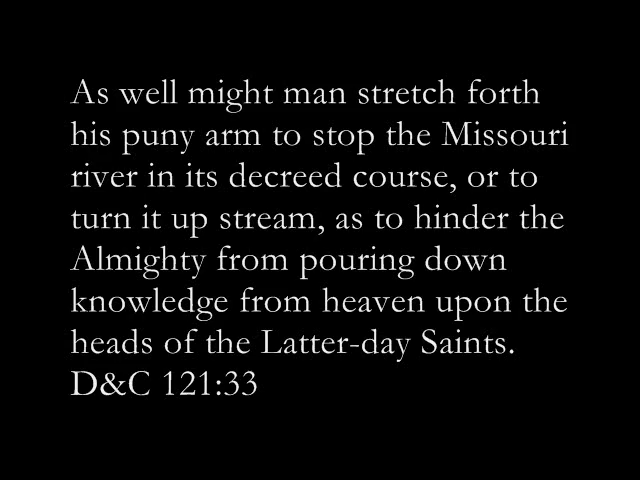 As well might man stretch forth
his puny arm to stop the Missouri
river in its decreed course, or to
turn it up stream, as to hinder the
Almighty from pouring down
knowledge from heaven upon the
heads of the Latter-day Saints.
D&C 121:33